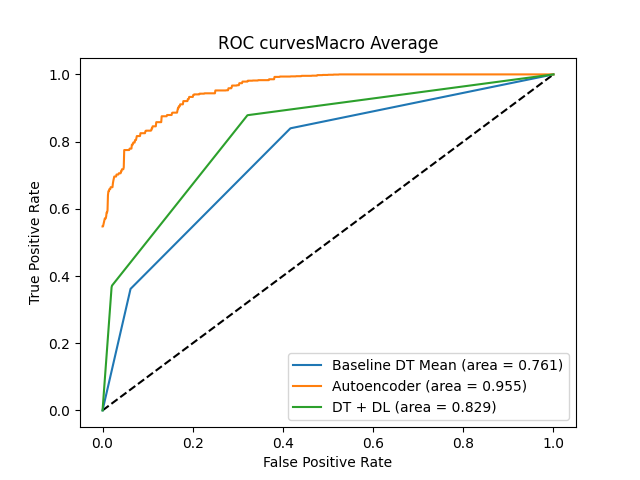 ROC curvesMacro Average
True Positive Rate
1.0
0.8
0.6
0.4
0.2
0.0
Baseline DT Mean (area = 0.761)
Autoencoder (area = 0.955)
DT + DL (area = 0.829)
0.0 0.2 0.4 0.6 0.8 1.0
False Positive Rate